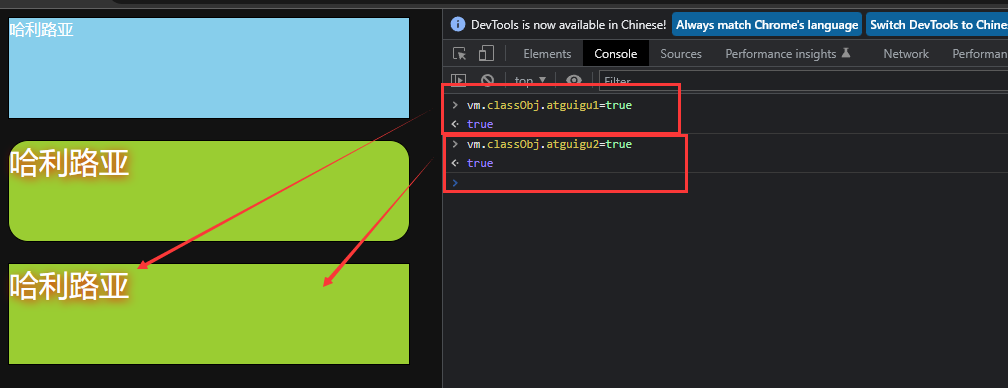 哈利路亚
哈利路亚
哈利路亚
DevTools is now available in Chinese! Always match Chrome's language Switch DevTools to Chine
Elements Console Sources Performance insights Network Performan
top Filter
vm.classObj.atguigu1=true
true
vm.classObj.atguigu2=true
true